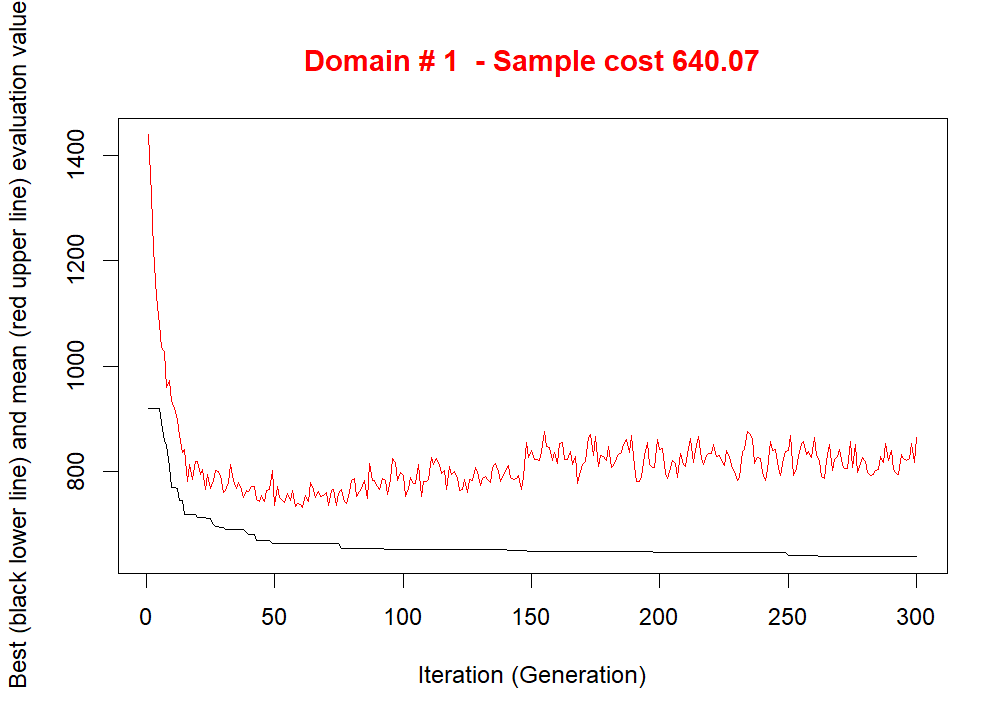 Domain # 1  - Sample cost 640.07
Best (black lower line) and mean (red upper line) evaluation value
1400
1200
1000
800
0 50 100 150 200 250 300
Iteration (Generation)